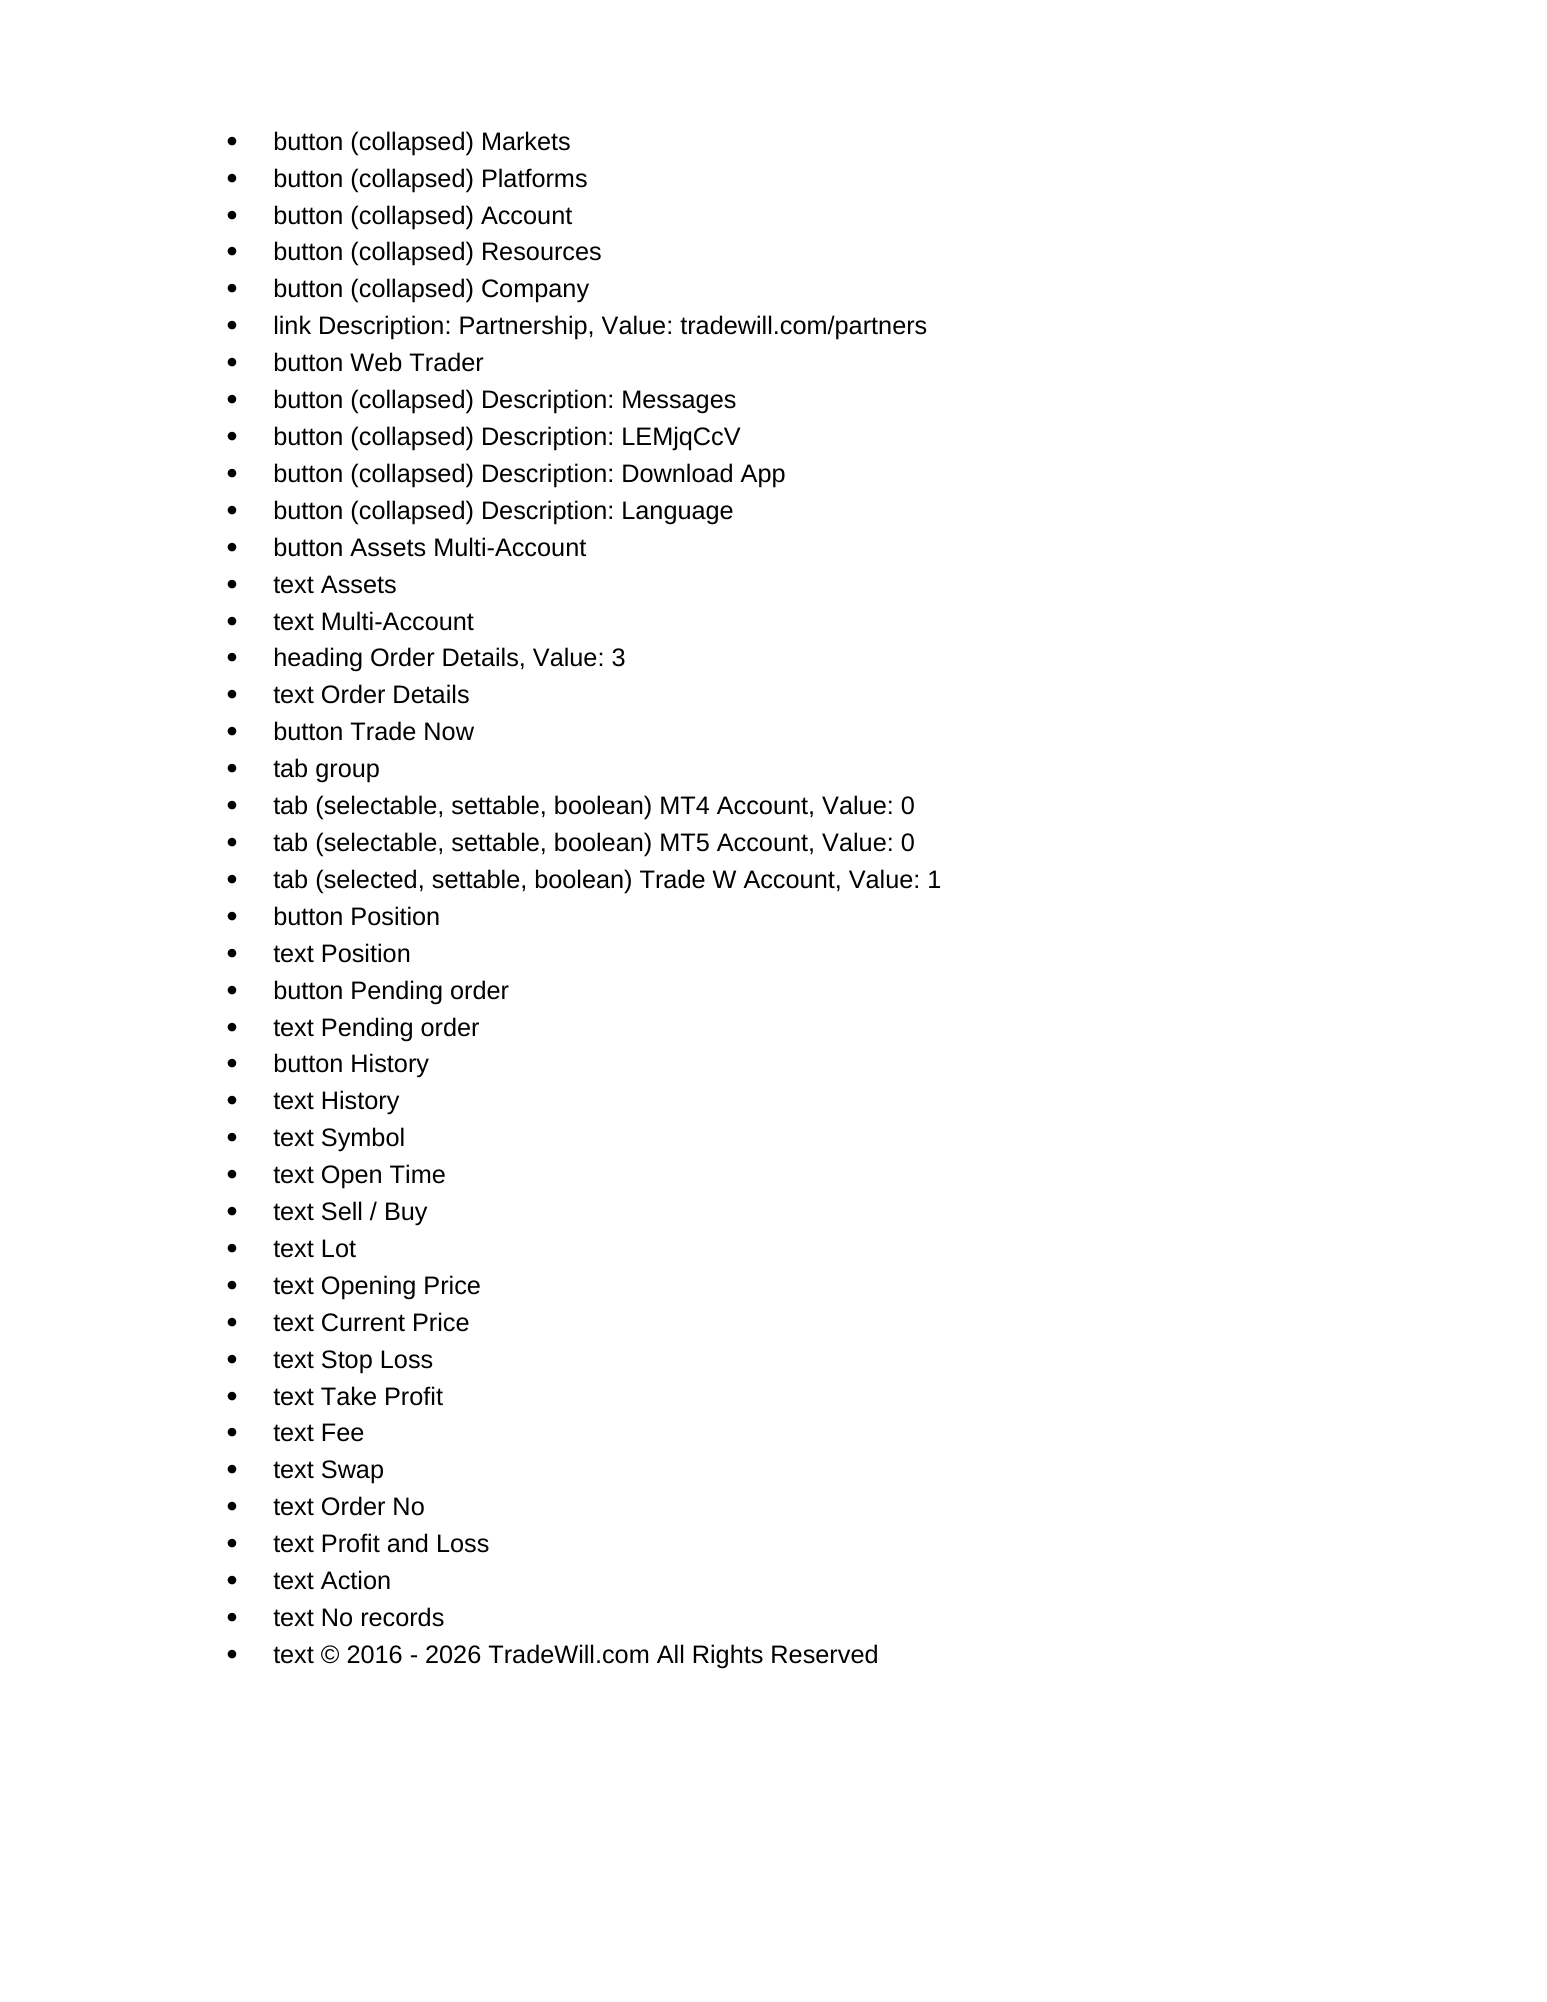 • button (collapsed) Markets
• button (collapsed) Platforms
• button (collapsed) Account
• button (collapsed) Resources
• button (collapsed) Company
• link Description: Partnership, Value: tradewill.com/partners
• button Web Trader
• button (collapsed) Description: Messages
• button (collapsed) Description: LEMjqCcV
• button (collapsed) Description: Download App
• button (collapsed) Description: Language
• button Assets Multi-Account
• text Assets
• text Multi-Account
• heading Order Details, Value: 3
• text Order Details
• button Trade Now
• tab group
• tab (selectable, settable, boolean) MT4 Account, Value: 0
• tab (selectable, settable, boolean) MT5 Account, Value: 0
• tab (selected, settable, boolean) Trade W Account, Value: 1
• button Position
• text Position
• button Pending order
• text Pending order
• button History
• text History
• text Symbol
• text Open Time
• text Sell / Buy
• text Lot
• text Opening Price
• text Current Price
• text Stop Loss
• text Take Profit
• text Fee
• text Swap
• text Order No
• text Profit and Loss
• text Action
• text No records
• text © 2016 - 2026 TradeWill.com All Rights Reserved